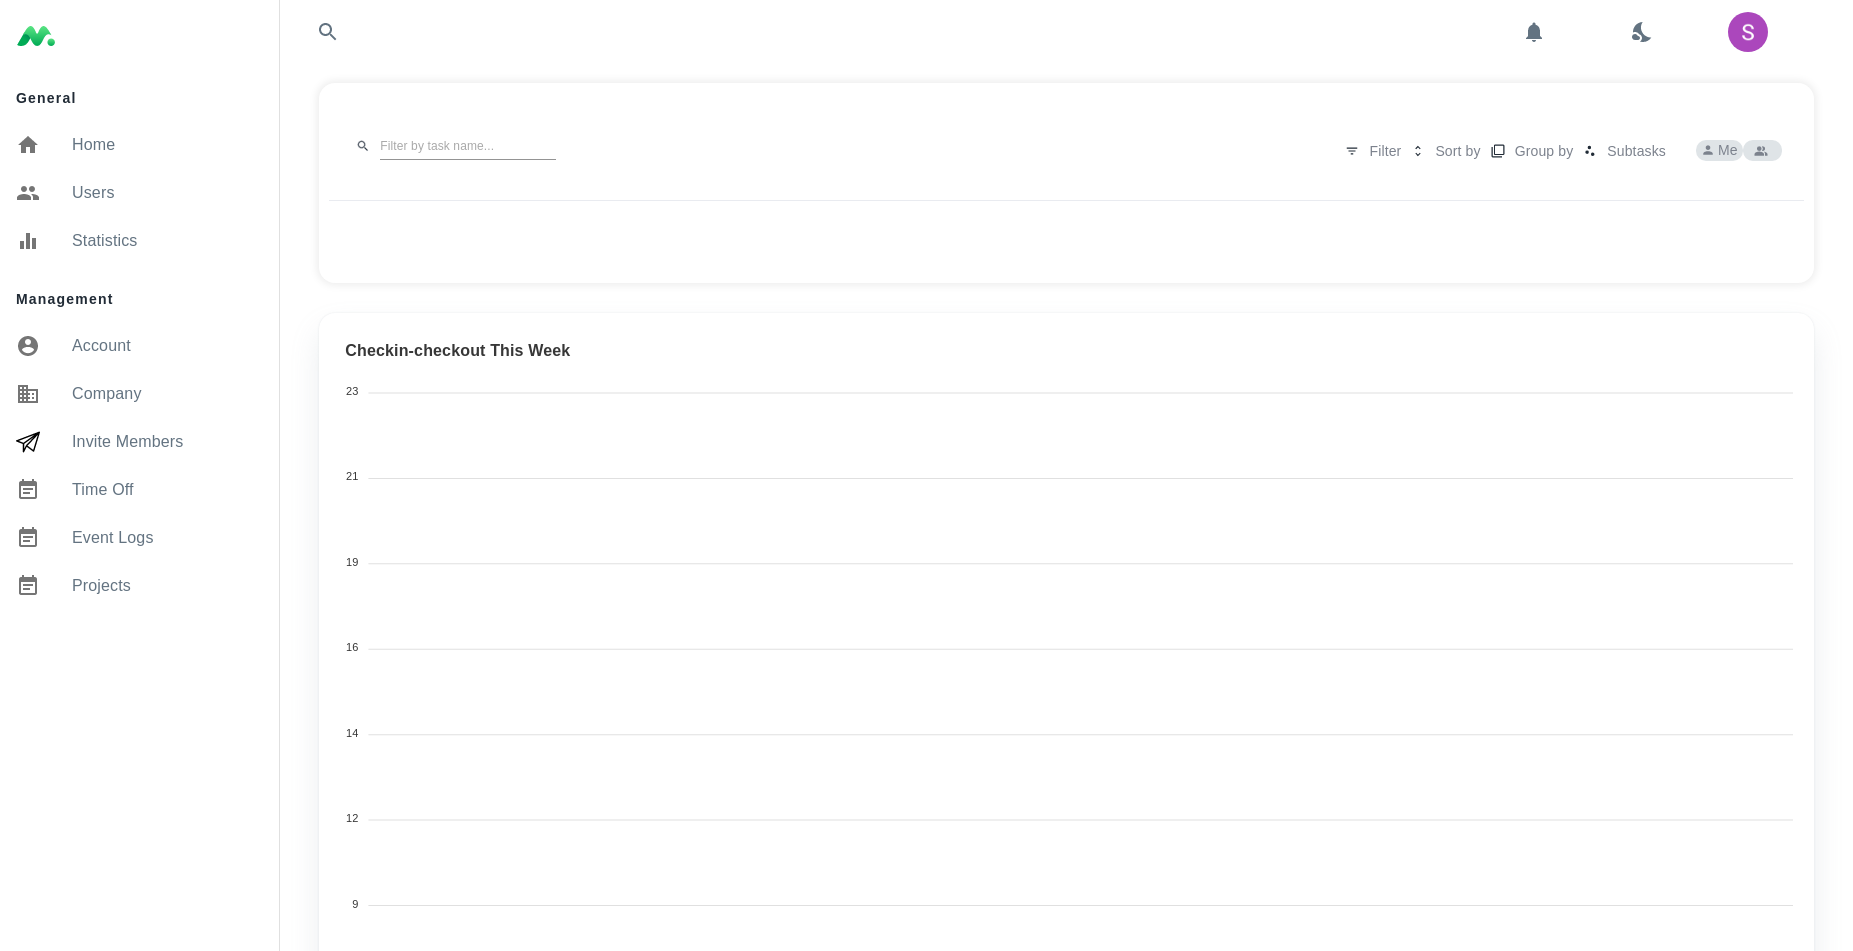 S
General
Home
Users
Statistics
Management
Account
Company
Invite Members
Time Off
Event Logs
Projects
Filter by task name...
Filter Sort by Group by Subtasks Me
Checkin-checkout This Week
23
21
19
16
14
12
9